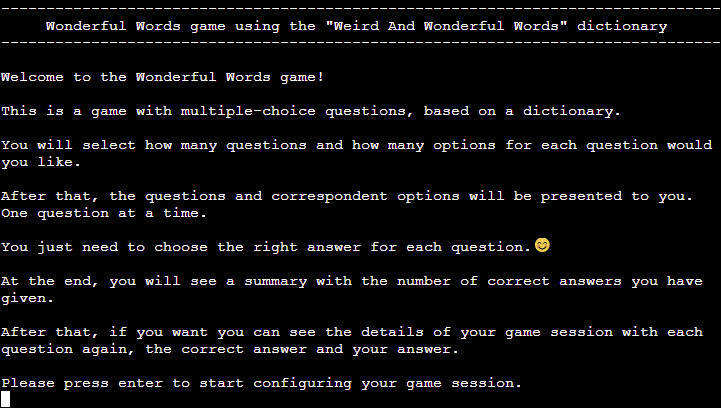 --------------------------------------------------------------------------------
Wonderful Words game using the "Weird And Wonderful Words" dictionary
--------------------------------------------------------------------------------
Welcome to the Wonderful Words game!
This is a game with multiple-choice questions, based on a dictionary.
You will select how many questions and how many options for each question would
you like.
After that, the questions and correspondent options will be presented to you.
One question at a time.
You just need to choose the right answer for each question.😊
At the end, you will see a summary with the number of correct answers you have
given.
After that, if you want you can see the details of your game session with each
question again, the correct answer and your answer.
Please press enter to start configuring your game session.